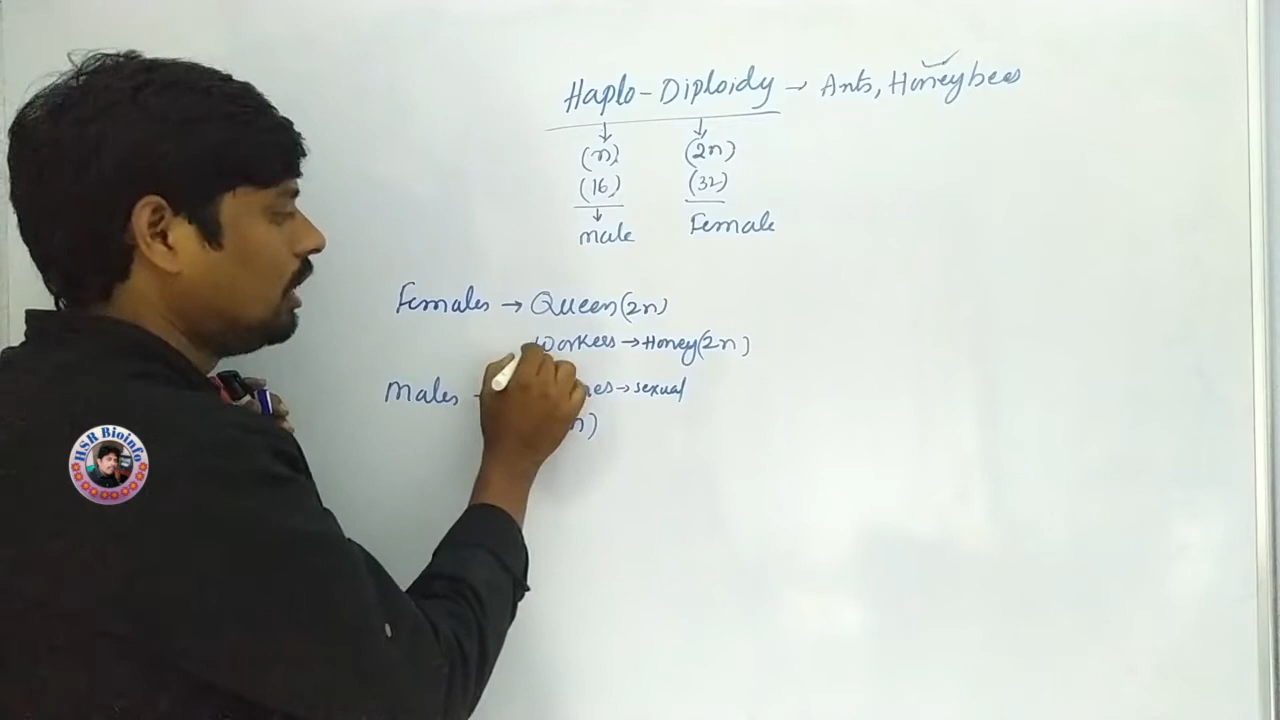 Haplo-Diploidy → Ants, Honeybees
(n) (2n)
(16) (32)
male Female
Females → Queen (2n)
Workers → Honey (2n)
Males → sexual
HSR Bioinfo